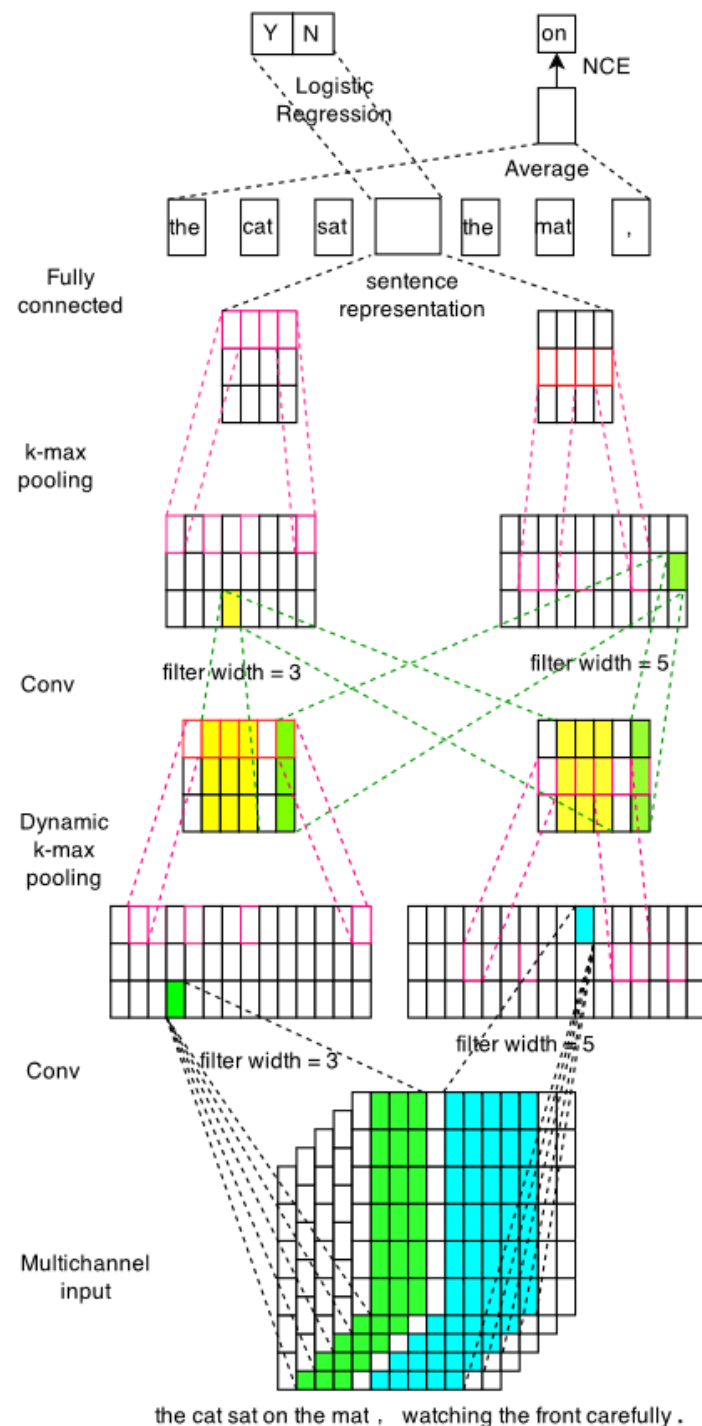 Y N
on
NCE
Logistic
Regression
Average
the cat sat the mat ,
Fully
connected
sentence
representation
k-max
pooling
filter width = 3
filter width = 5
Conv
Dynamic
k-max
pooling
filter width = 3
filter width = 5
Conv
Multichannel
input
the cat sat on the mat , watching the front carefully .